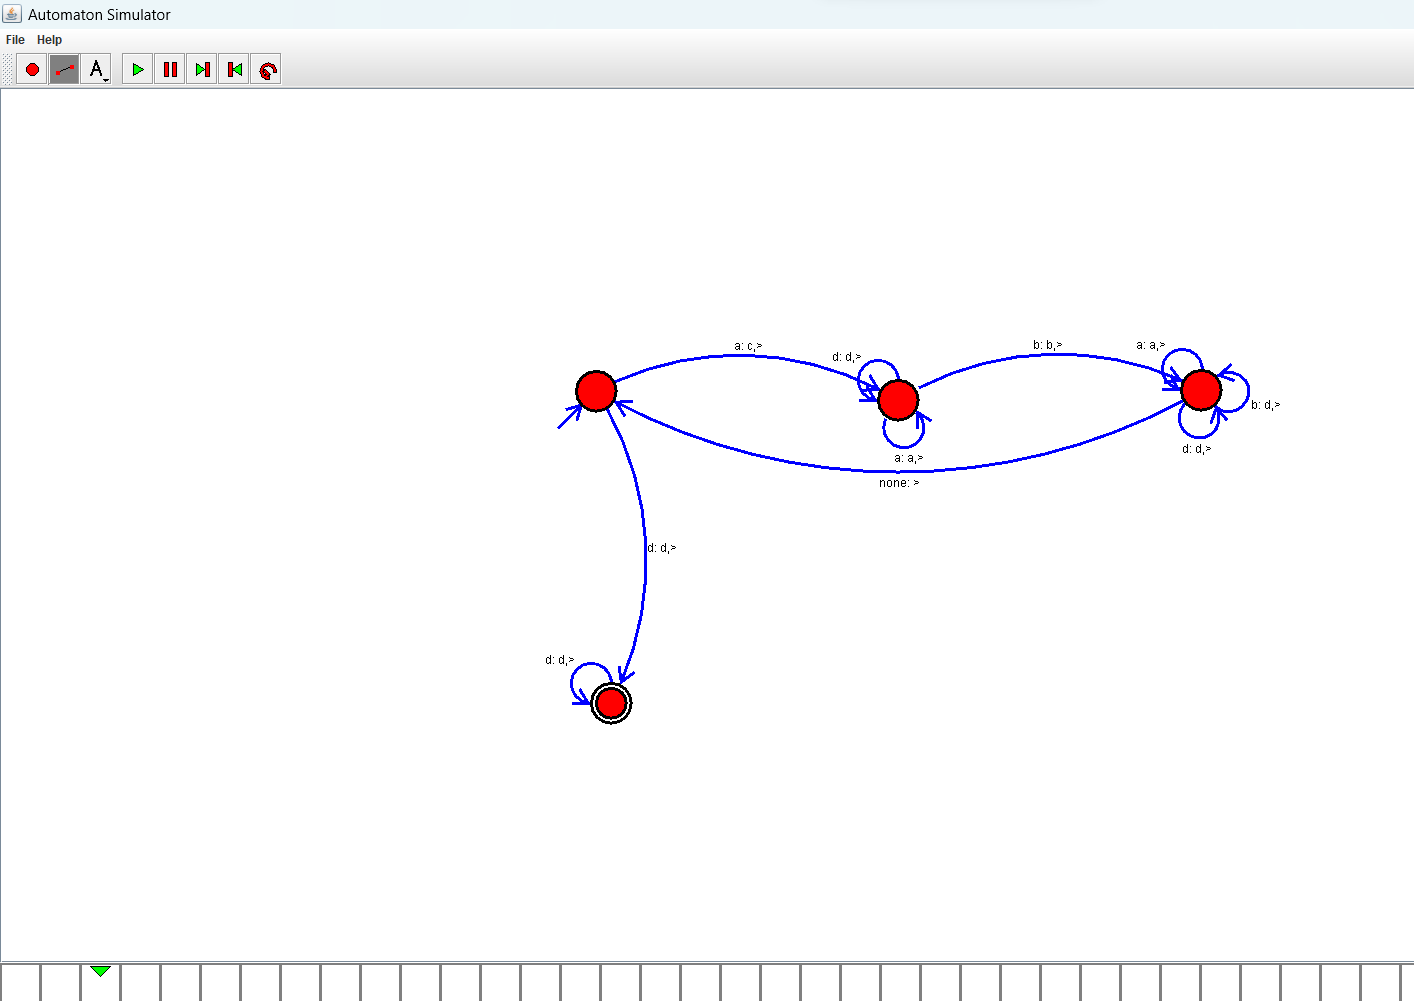 Automaton Simulator
File Help
A
a: c,>
d: d,>
b: b,>
a: a,>
b: d,>
a: a,>
d: d,>
none: >
d: d,>
d: d,>